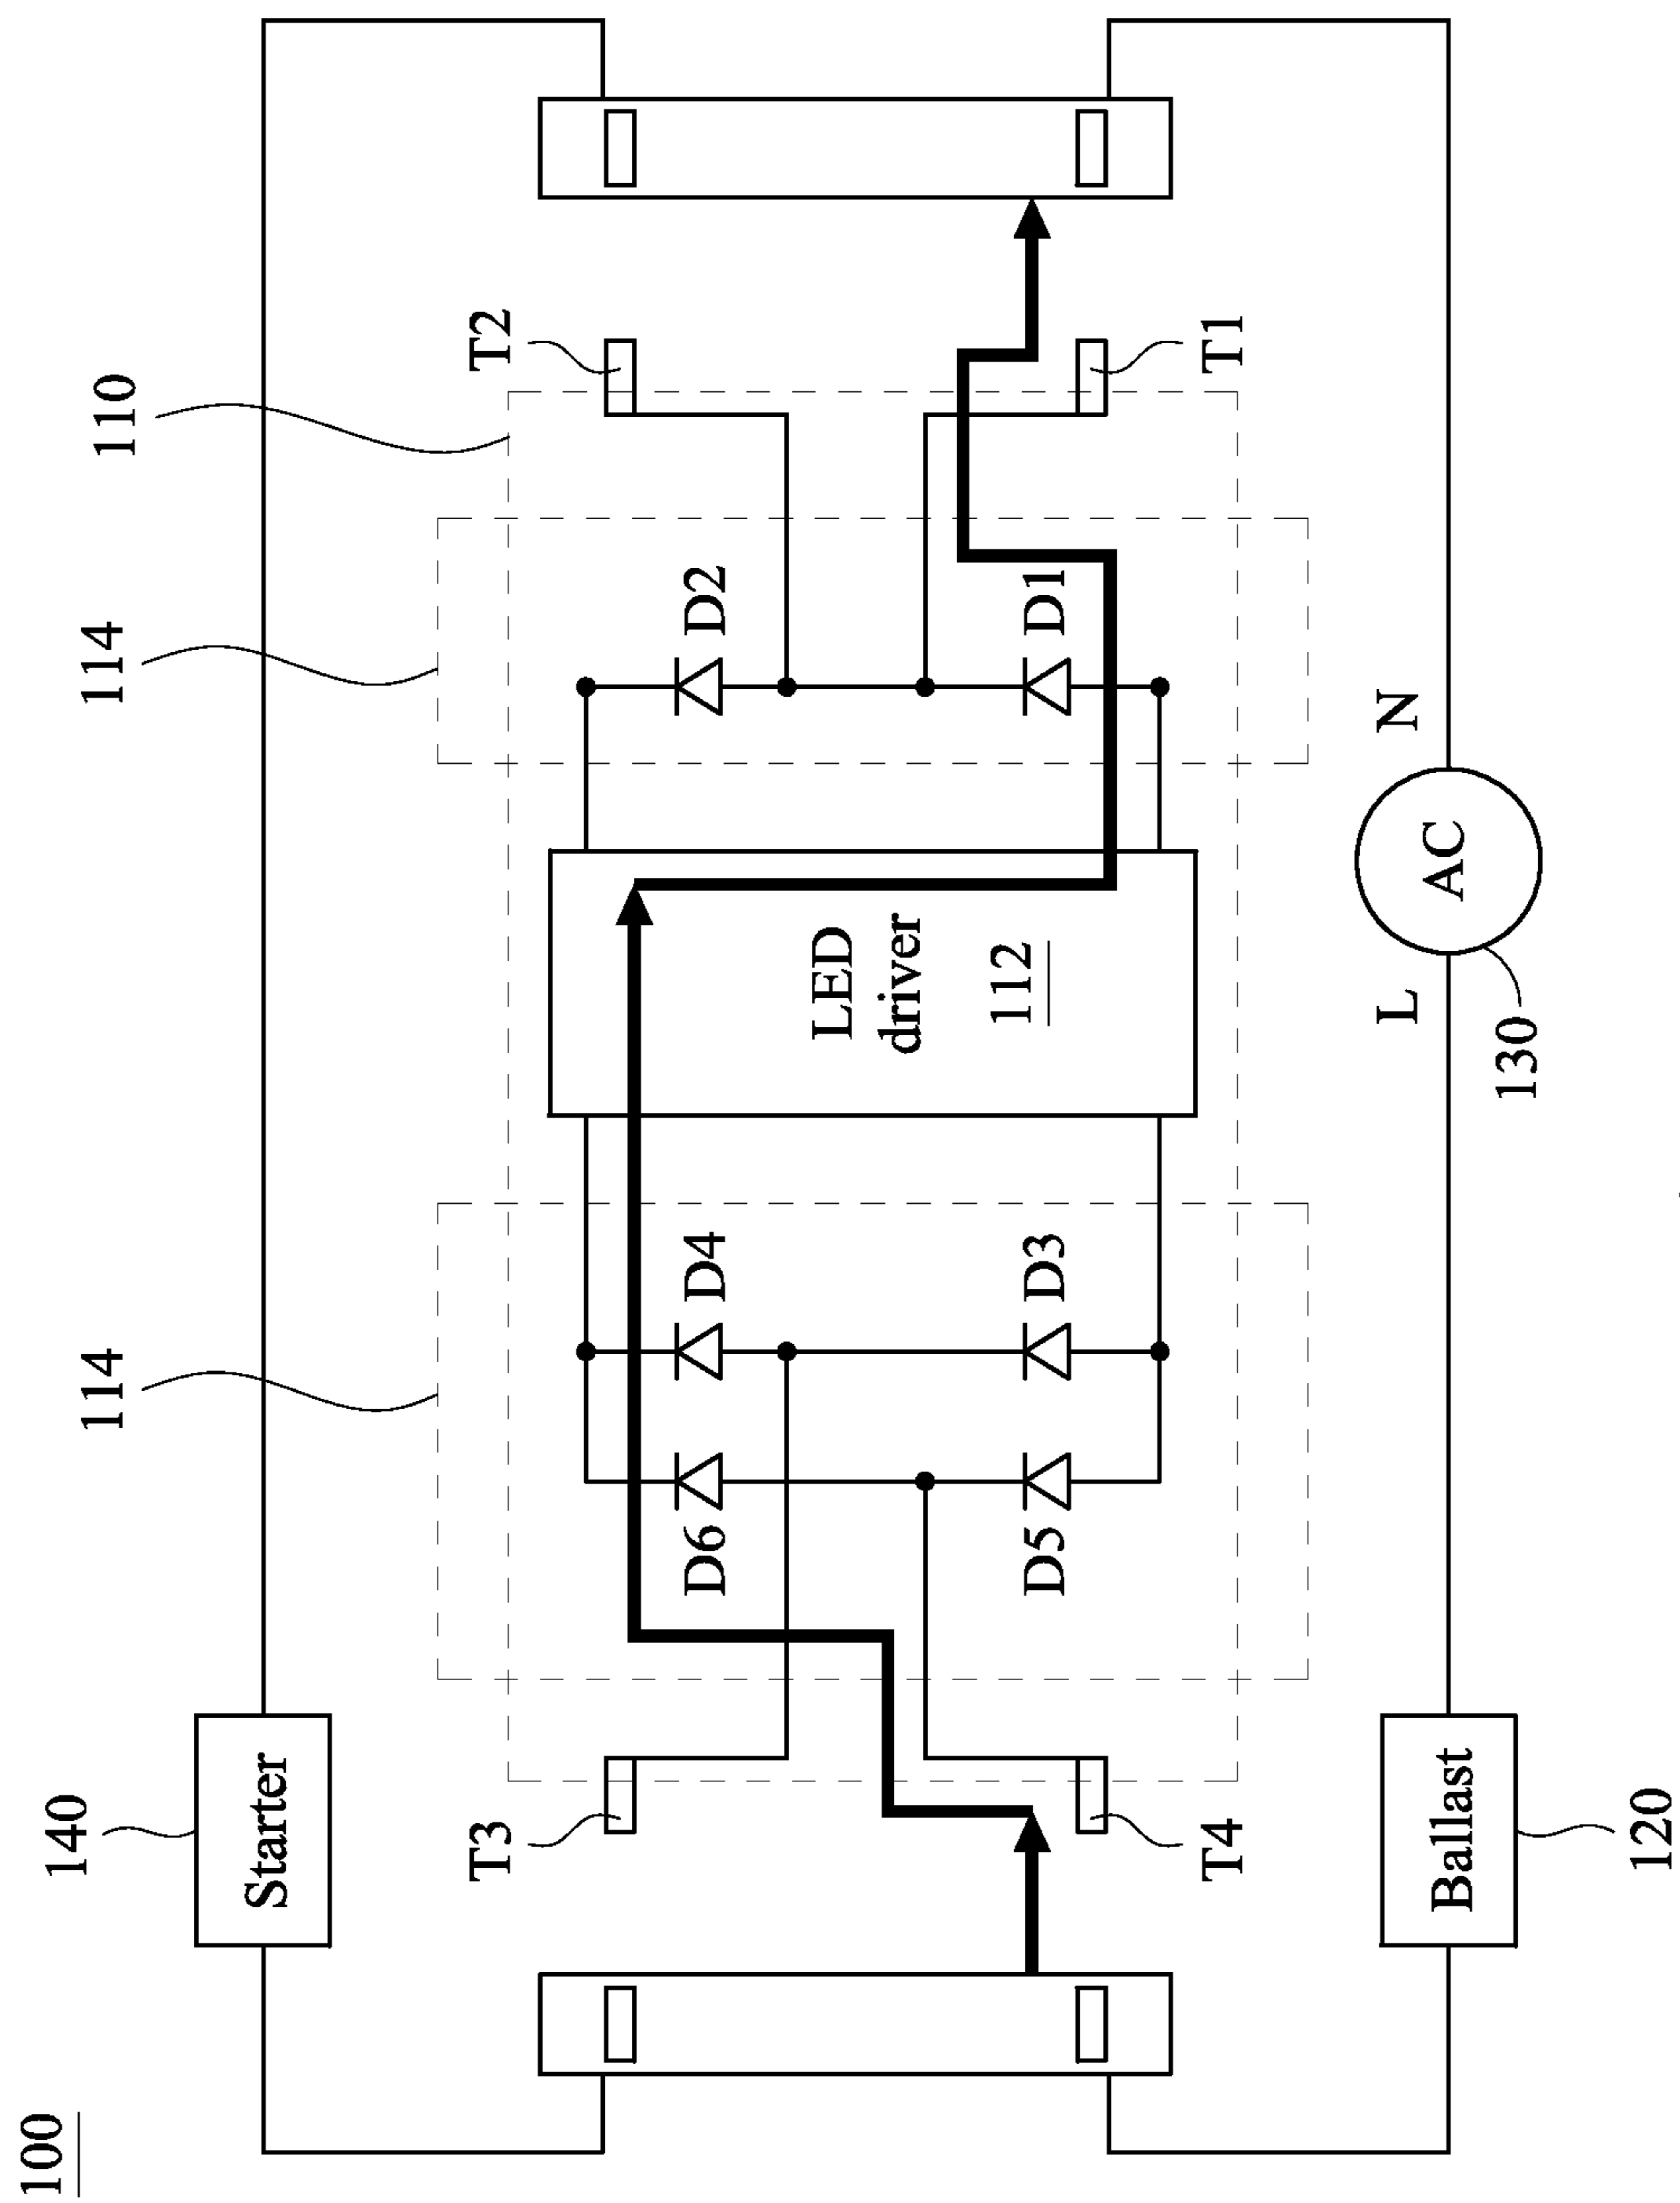 100
140
Starter
114
114
110
T3
D6
D4
D2
T2
LED
driver
112
T4
D5
D3
D1
T1
L
N
AC
130
Ballast
120